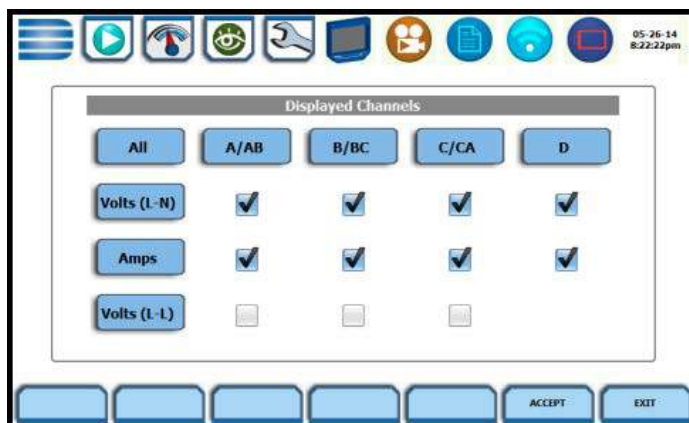 05-26-14
8:22:22pm
Displayed Channels
All A/AB B/BC C/CA D
Volts (L-N)
Amps
Volts (L-L)
ACCEPT EXIT